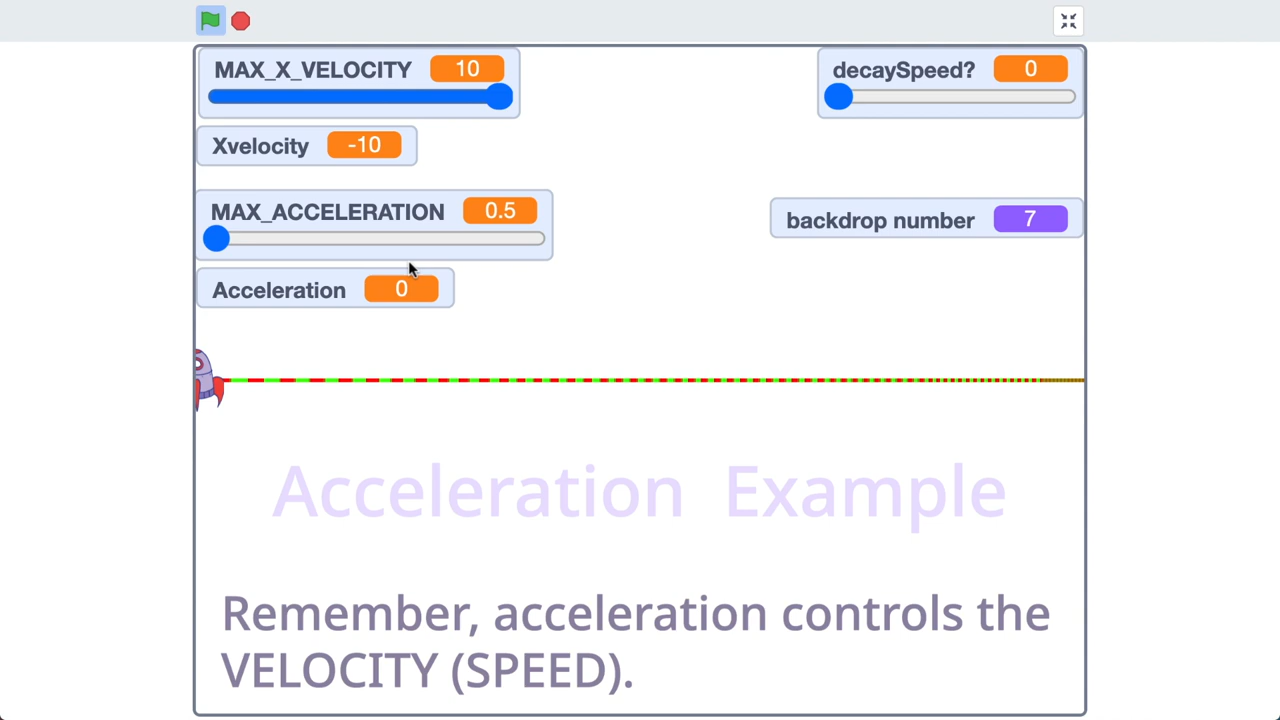 MAX_X_VELOCITY 10
decaySpeed? 0
Xvelocity -10
MAX_ACCELERATION 0.5
backdrop number 7
Acceleration 0
Acceleration Example
Remember, acceleration controls the
VELOCITY (SPEED).